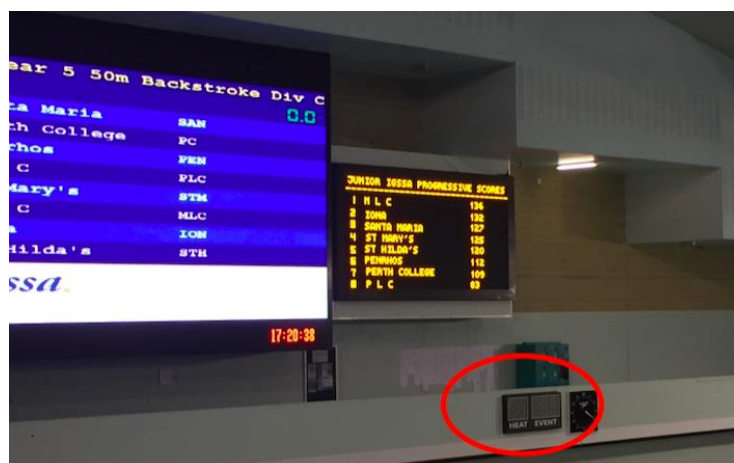 ear 5 50m Backstroke Div C
0.0
ta Maria SAN
th College PC
rhos PEN
C PLC
Mary's STM
C MLC
a ION
Hilda's STH
ssa.
17:20:38
JUNIOR IGSSA PROGRESSIVE SCORES
1 M L C 136
2 IONA 132
3 SANTA MARIA 127
4 ST MARY'S 125
5 ST HILDA'S 120
6 PENRHOS 112
7 PERTH COLLEGE 109
8 P L C 83
HEAT EVENT